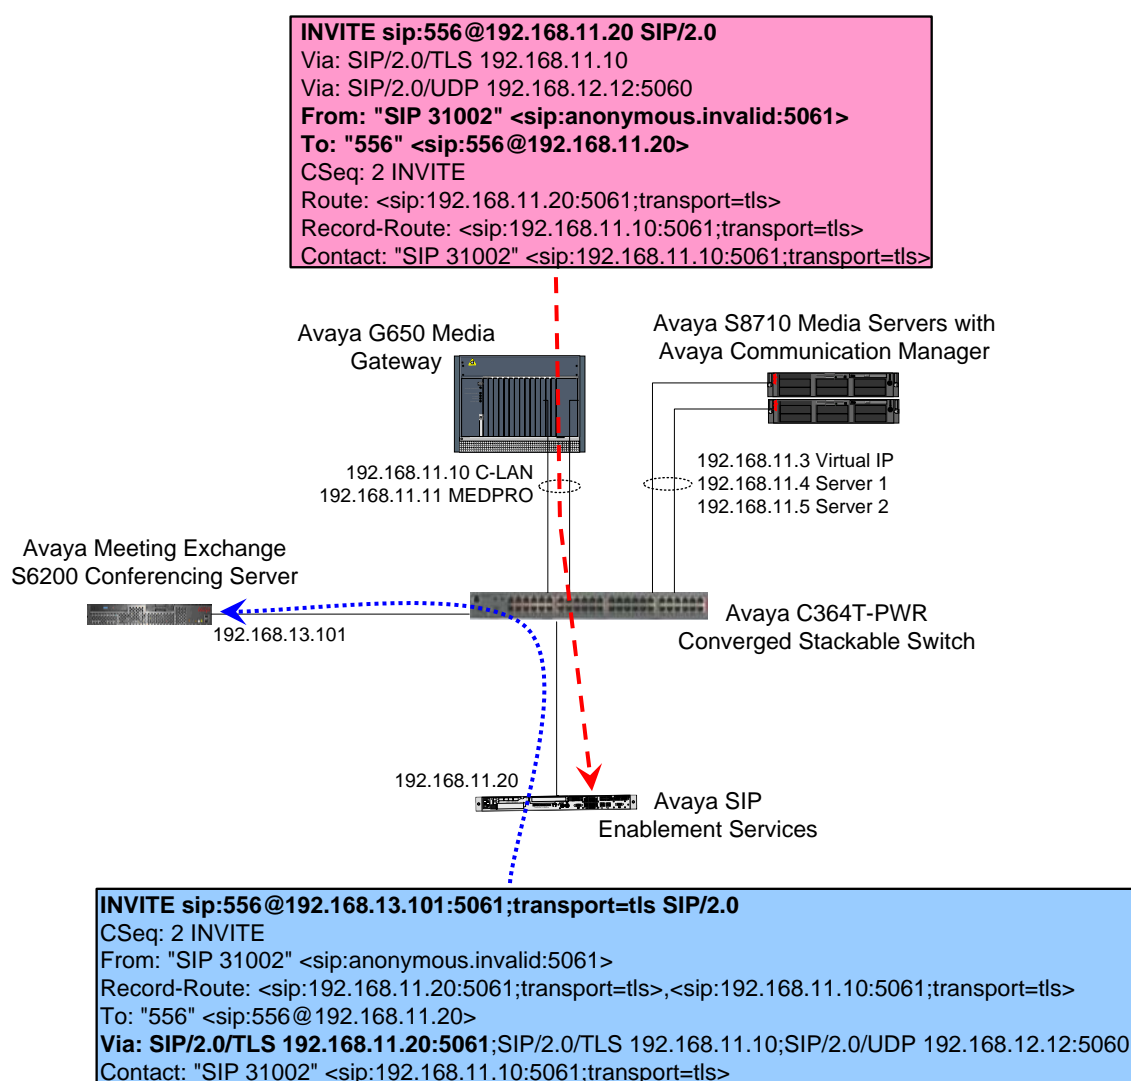 INVITE sip:556@192.168.11.20 SIP/2.0
Via: SIP/2.0/TLS 192.168.11.10
Via: SIP/2.0/UDP 192.168.12.12:5060
From: "SIP 31002" <sip:anonymous.invalid:5061>
To: "556" <sip:556@192.168.11.20>
CSeq: 2 INVITE
Route: <sip:192.168.11.20:5061;transport=tls>
Record-Route: <sip:192.168.11.10:5061;transport=tls>
Contact: "SIP 31002" <sip:192.168.11.10:5061;transport=tls>
Avaya G650 Media
Gateway
Avaya S8710 Media Servers with
Avaya Communication Manager
192.168.11.10 C-LAN
192.168.11.11 MEDPRO
192.168.11.3 Virtual IP
192.168.11.4 Server 1
192.168.11.5 Server 2
Avaya Meeting Exchange
S6200 Conferencing Server
192.168.13.101
Avaya C364T-PWR
Converged Stackable Switch
192.168.11.20
Avaya SIP
Enablement Services
INVITE sip:556@192.168.13.101:5061;transport=tls SIP/2.0
CSeq: 2 INVITE
From: "SIP 31002" <sip:anonymous.invalid:5061>
Record-Route: <sip:192.168.11.20:5061;transport=tls>,<sip:192.168.11.10:5061;transport=tls>
To: "556" <sip:556@192.168.11.20>
Via: SIP/2.0/TLS 192.168.11.20:5061;SIP/2.0/TLS 192.168.11.10;SIP/2.0/UDP 192.168.12.12:5060
Contact: "SIP 31002" <sip:192.168.11.10:5061;transport=tls>